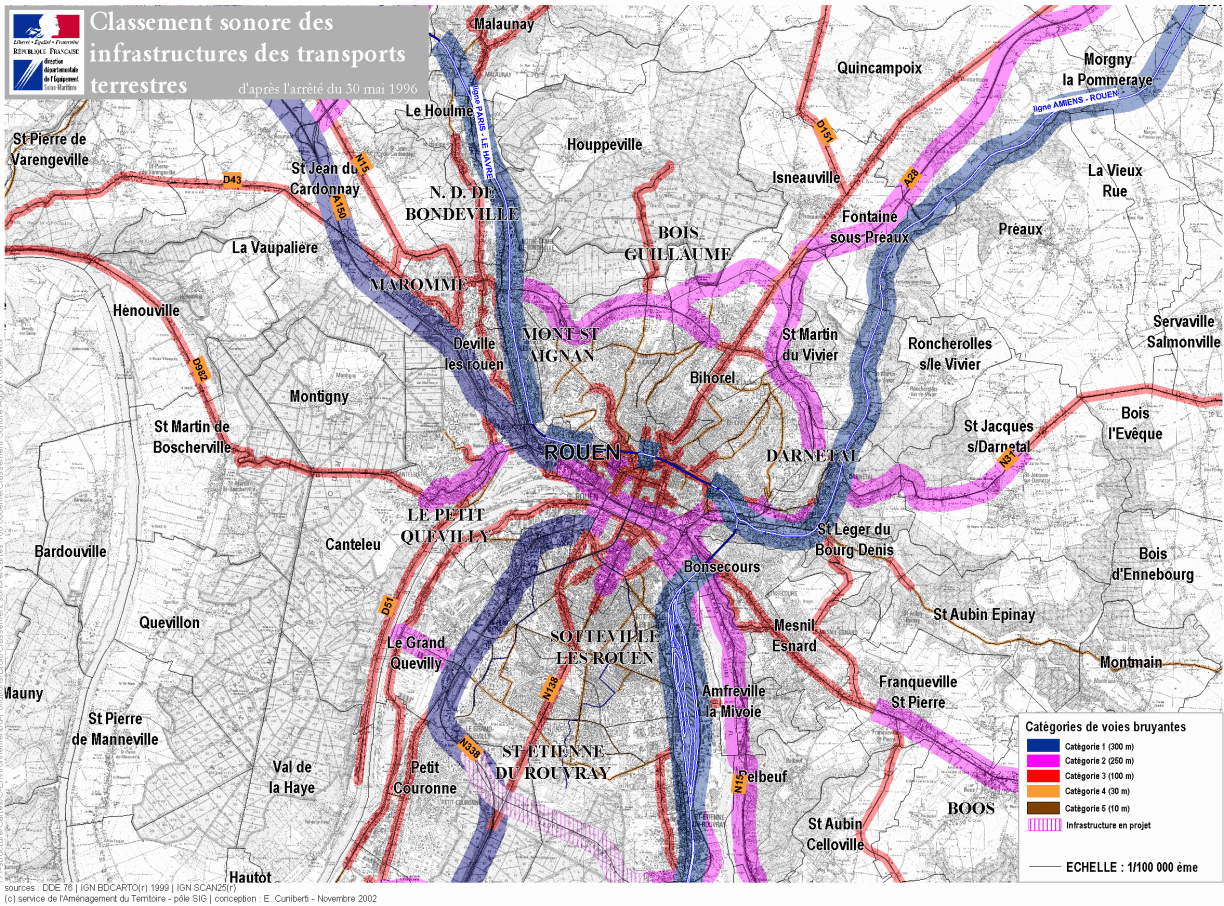 Classement sonore des
infrastructures des transports
terrestres
d'après l'arrêté du 30 mai 1996
Liberté • Égalité • Fraternité
RÉPUBLIQUE FRANÇAISE
direction
départementale
de l'Équipement
Seine-Maritime
Malaunay
Quincampoix
Morgny
la Pommeraye
ligne AMIENS - ROUEN
ligne PARIS - LE HAVRE
Le Houlme
St Pierre de
Varengeville
Houppeville
D151
N15
St Jean du
Cardonnay
D43
A150
N. D. DE
BONDEVILLE
Isneauville
A28
La Vieux
Rue
Fontaine
sous Preaux
Preaux
La Vaupalière
BOIS
GUILLAUME
MAROMME
Henouville
Servaville
Salmonville
MONT ST
AIGNAN
Deville
les rouen
St Martin
du Vivier
Roncherolles
s/le Vivier
D982
Bihorel
Montigny
Bois
l'Evêque
St Martin de
Boscherville
St Jacques
s/Darnetal
N31
ROUEN
DARNETAL
LE PETIT
QUEVILLY
Canteleu
St Leger du
Bourg Denis
Bardouville
Bois
d'Ennebourg
Bonsecours
D51
Quevillon
St Aubin Epinay
Le Grand
Quevilly
SOTTEVILLE
LES ROUEN
Mesnil
Esnard
Montmain
Mauny
N138
Amfreville
la Mivoie
Franqueville
St Pierre
St Pierre
de Manneville
N338
ST ETIENNE
DU ROUVRAY
Val de
la Haye
Petit
Couronne
N15
Belbeuf
BOOS
St Aubin
Celloville
Hautot
Catégories de voies bruyantes
Catégorie 1 (300 m)
Catégorie 2 (250 m)
Catégorie 3 (100 m)
Catégorie 4 (30 m)
Catégorie 5 (10 m)
Infrastructure en projet
ECHELLE : 1/100 000 ème
sources : DDE 76 | IGN BDCARTO(r) 1999 | IGN SCAN25(r)
(c) service de l'Aménagement du Territoire - pôle SIG | conception : E. Cuniberti - Novembre 2002